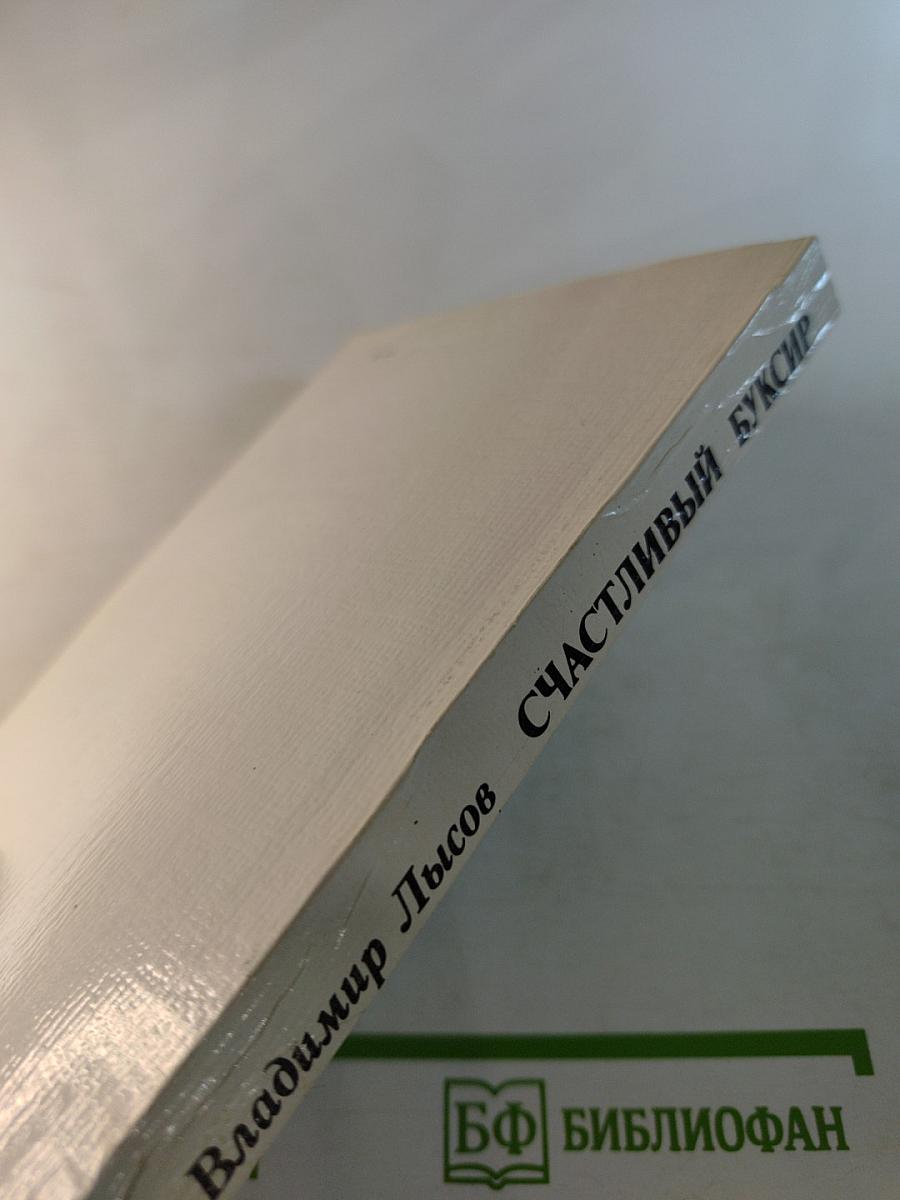 Владимир Лысов СЧАСТЛИВЫЙ БУКСИР
БФ БИБЛИОФАН